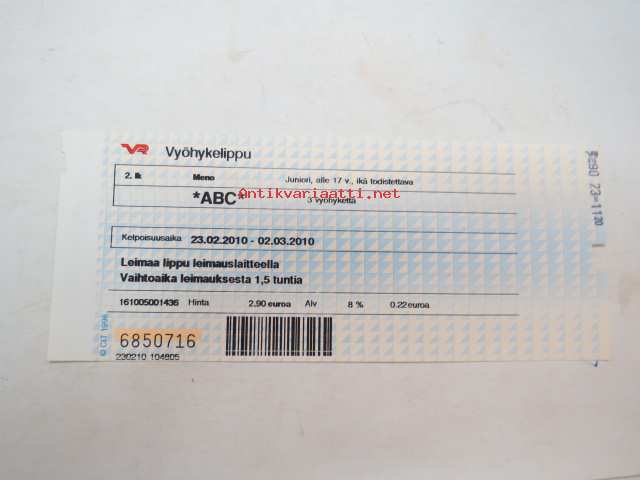 VR Vyöhykelippu
2. lk Meno Juniori, alle 17 v., ikä todistettava
*ABC* 3 vyöhykettä
Antikvariaatti.net
Kelpoisuusaika 23.02.2010 - 02.03.2010
Leimaa lippu leimauslaitteella
Vaihtoaika leimauksesta 1,5 tuntia
161005001436 Hinta 2.90 euroa Alv 8 % 0.22euroa
6850716
230210 104805
© CIT 1996